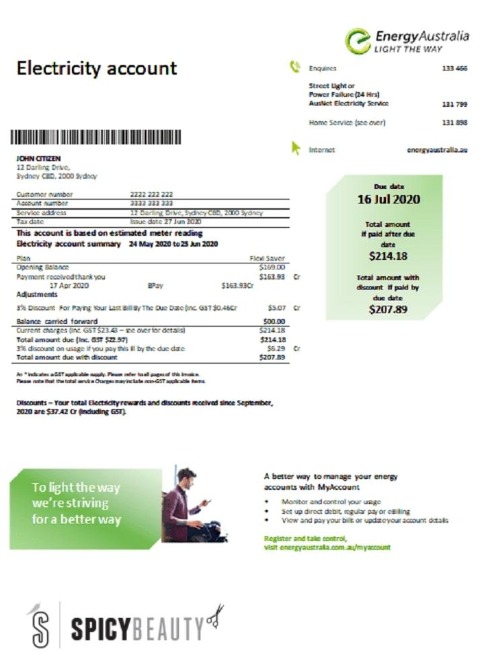 EnergyAustralia
LIGHT THE WAY
Electricity account
Enquires 133 466
Street Light or
Power Failure (24 Hrs)
AusNet Electricity Service 131 799
Home Service (see over) 131 898
Internet energyaustralia.au
JOHN CITIZEN
12 Darling Drive,
Sydney CBD, 2000 Sydney
Customer number 2222 222 222
Account number 3333 333 333
Service address 12 Darling Drive, Sydney CBD, 2000 Sydney
Tax date Issue date 27 Jun 2020
This account is based on estimated meter reading
Electricity account summary 24 May 2020 to 25 Jun 2020
Plan Flexi Saver
Opening Balance $169.00
Payment received thank you $163.93 Cr
17 Apr 2020 BPay $163.93Cr
Adjustments
3% Discount For Paying Your Last Bill By The Due Date (Inc. GST $0.46Cr $5.07 Cr
Balance carried forward $00.00
Current charges (Inc. GST $23.43 – see over for details) $214.18
Total amount due (Inc. GST $22.97) $214.18
3% discount on usage if you pay this ill by the due date $6.29 Cr
Total amount due with discount $207.89
An * indicates a GST applicable supply. Please refer to all pages of this invoice.
Please note that the total service Charges may include non-GST applicable items.
Discounts – Your total Electricity rewards and discounts received since September,
2020 are $37.42 Cr (including GST).
Due date
16 Jul 2020
Total amount
if paid after due
date
$214.18
Total amount with
discount if paid by
due date
$207.89
To light the way
we're striving
for a better way
A better way to manage your energy
accounts with MyAccount
• Monitor and control your usage
• Set up direct debit, regular pay or eBilling
• View and pay your bills or update your account details
Register and take control,
visit energyaustralia.com.au/myaccount
S SPICYBEAUTY